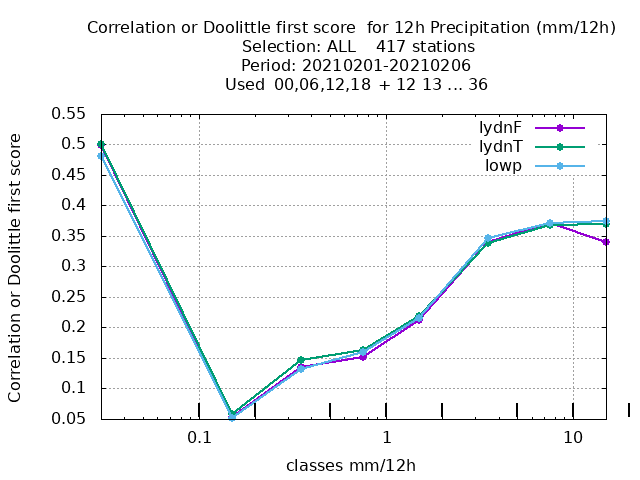 Correlation or Doolittle first score  for 12h Precipitation (mm/12h)
Selection: ALL    417 stations
Period: 20210201-20210206
Used  00,06,12,18  + 12 13 ... 36
lydnF
lydnT
lowp
Correlation or Doolittle first score
0.55
0.5
0.45
0.4
0.35
0.3
0.25
0.2
0.15
0.1
0.05
0.1 1 10
classes mm/12h